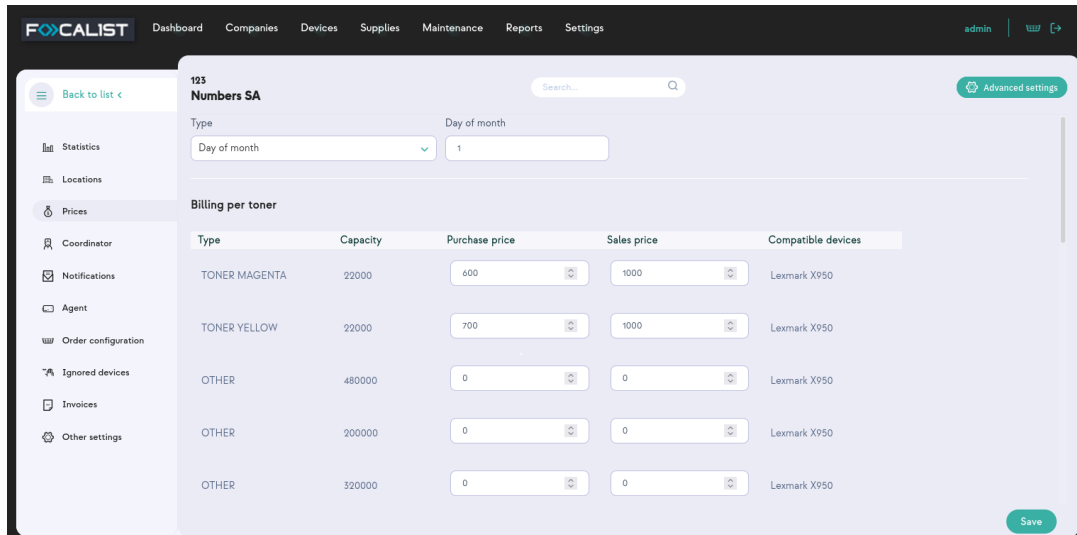 FOCALIST Dashboard Companies Devices Supplies Maintenance Reports Settings admin
Back to list <
123
Numbers SA
Search...
Advanced settings
Statistics
Locations
Prices
Coordinator
Notifications
Agent
Order configuration
Ignored devices
Invoices
Other settings
Type Day of month
Day of month 1
Billing per toner
Type Capacity Purchase price Sales price Compatible devices
TONER MAGENTA 22000 600 1000 Lexmark X950
TONER YELLOW 22000 700 1000 Lexmark X950
OTHER 480000 0 0 Lexmark X950
OTHER 200000 0 0 Lexmark X950
OTHER 320000 0 0 Lexmark X950
Save